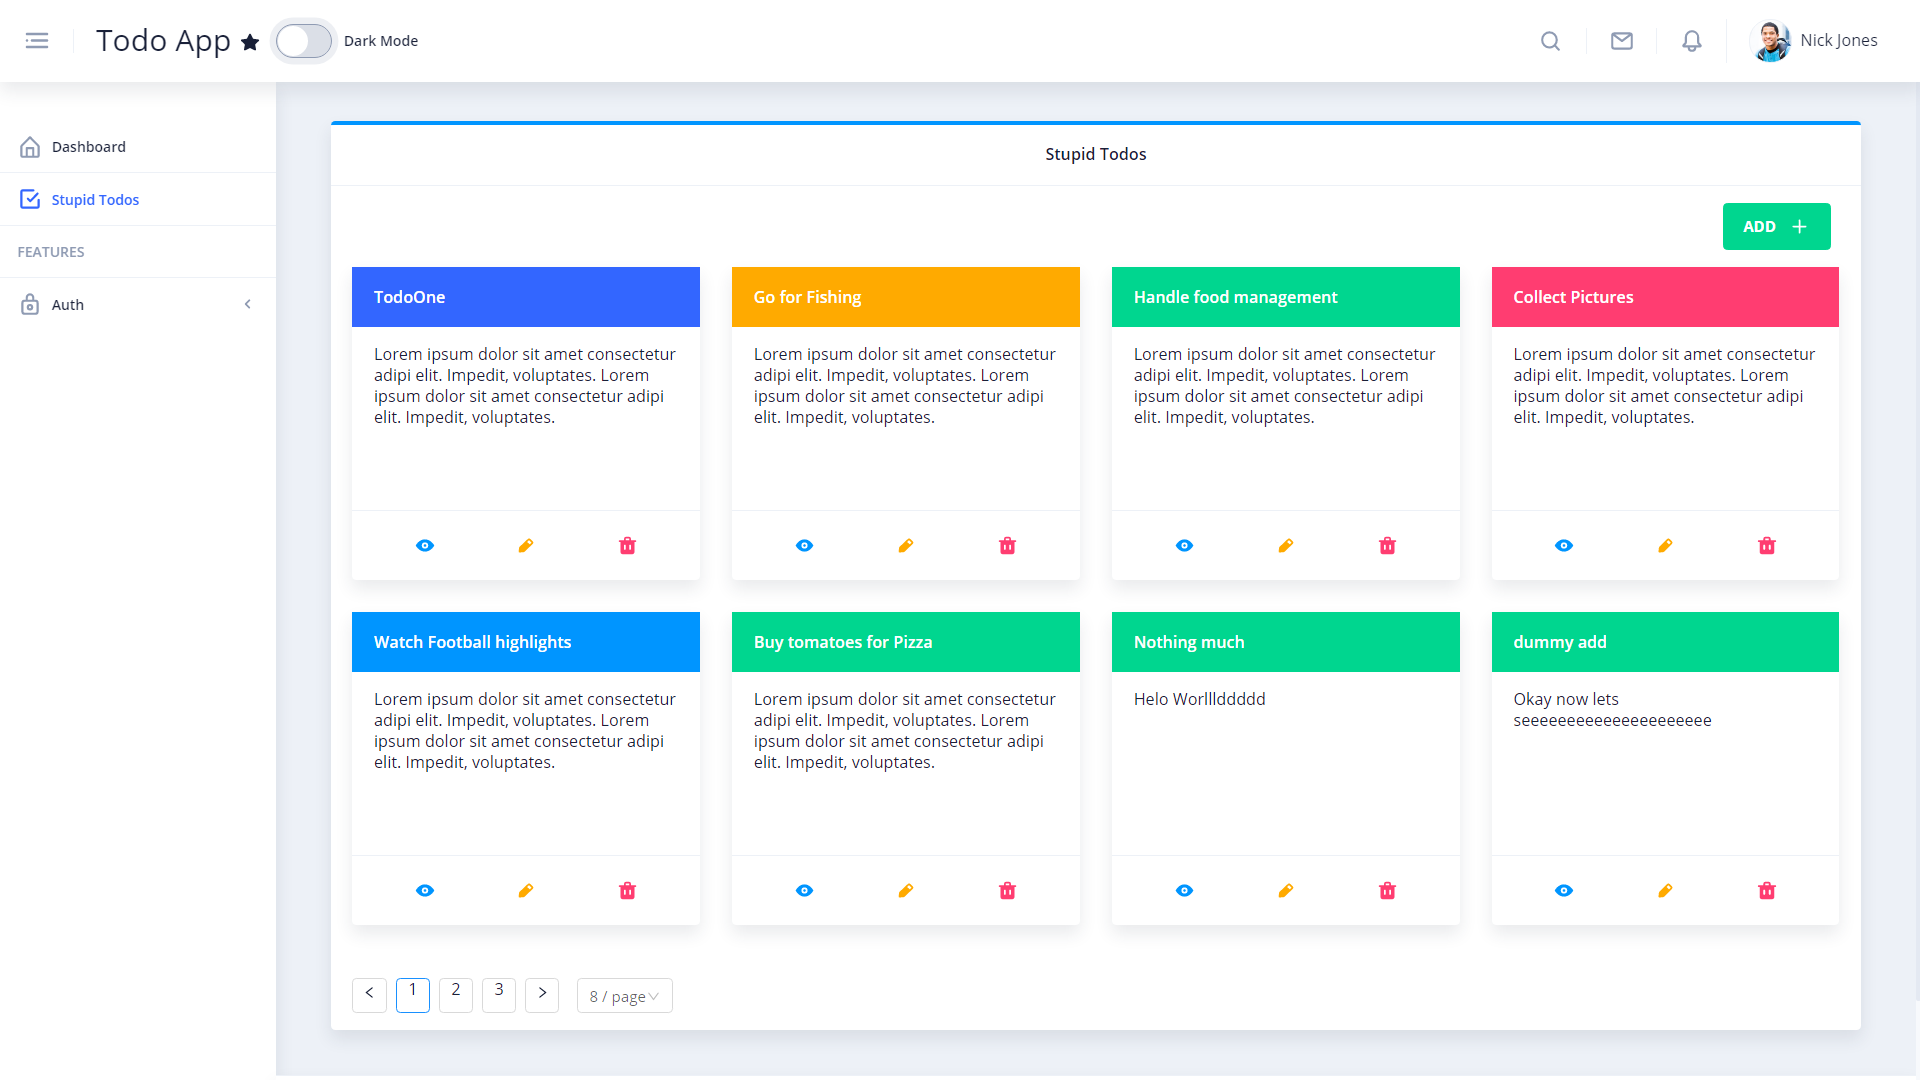 Todo App
Dark Mode
Nick Jones
Dashboard
Stupid Todos
FEATURES
Auth
Stupid Todos
ADD
TodoOne
Lorem ipsum dolor sit amet consectetur
adipi elit. Impedit, voluptates. Lorem
ipsum dolor sit amet consectetur adipi
elit. Impedit, voluptates.
Go for Fishing
Lorem ipsum dolor sit amet consectetur
adipi elit. Impedit, voluptates. Lorem
ipsum dolor sit amet consectetur adipi
elit. Impedit, voluptates.
Handle food management
Lorem ipsum dolor sit amet consectetur
adipi elit. Impedit, voluptates. Lorem
ipsum dolor sit amet consectetur adipi
elit. Impedit, voluptates.
Collect Pictures
Lorem ipsum dolor sit amet consectetur
adipi elit. Impedit, voluptates. Lorem
ipsum dolor sit amet consectetur adipi
elit. Impedit, voluptates.
Watch Football highlights
Lorem ipsum dolor sit amet consectetur
adipi elit. Impedit, voluptates. Lorem
ipsum dolor sit amet consectetur adipi
elit. Impedit, voluptates.
Buy tomatoes for Pizza
Lorem ipsum dolor sit amet consectetur
adipi elit. Impedit, voluptates. Lorem
ipsum dolor sit amet consectetur adipi
elit. Impedit, voluptates.
Nothing much
Helo Worlllddddd
dummy add
Okay now lets
seeeeeeeeeeeeeeeeeeeee
1 2 3 8 / page